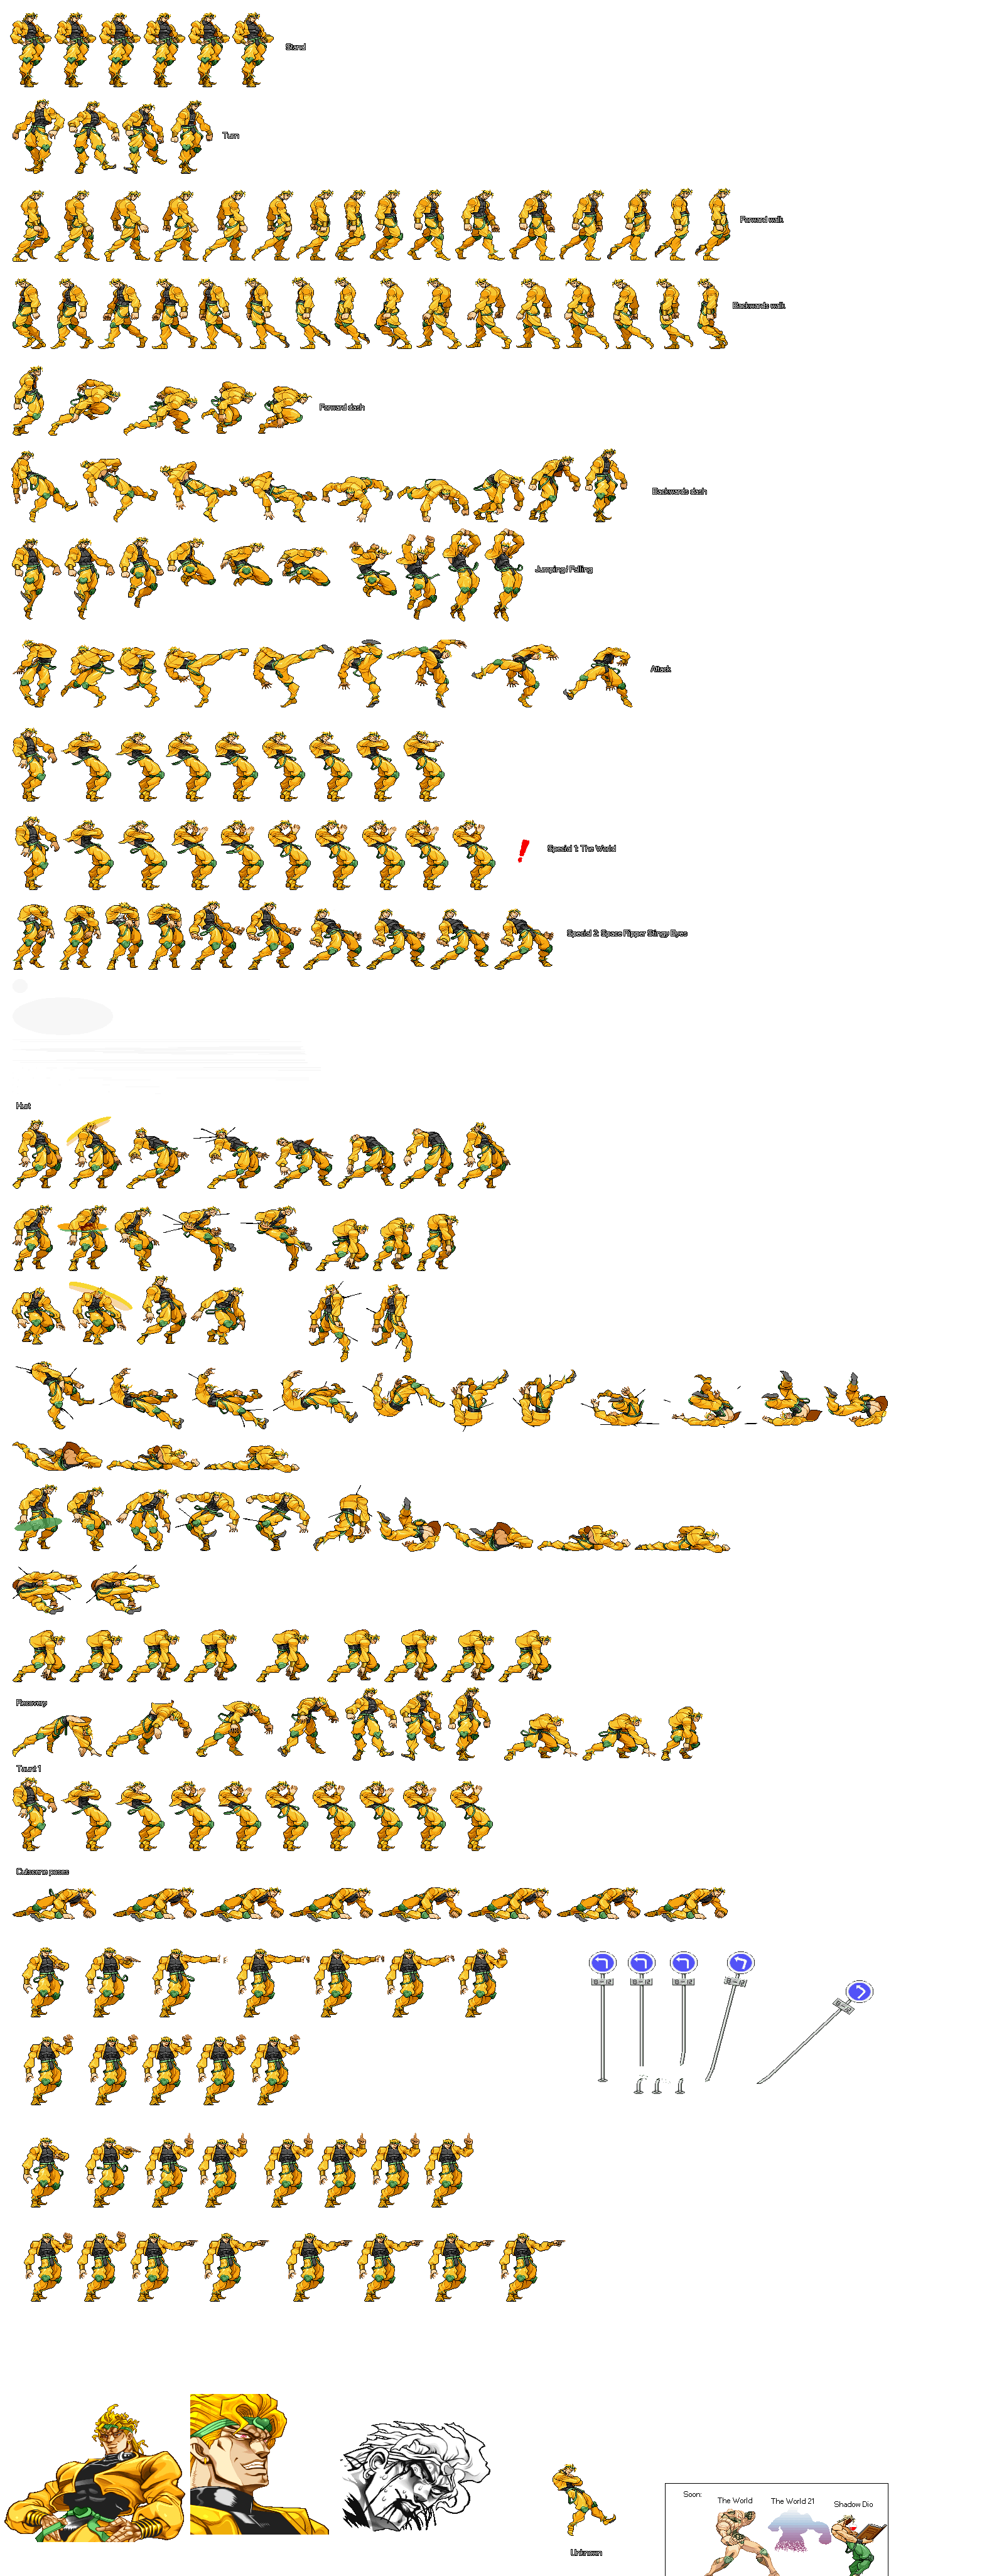 Stand
Turn
Forward walk
Backwards walk
Forward dash
Backwards dash
Jumping/Falling
Attack
Special 1: The World
Special 2: Space Ripper Stingy Eyes
Hurt
Recovery
Taunt 1
Cutscene poses
Soon:
The World
The World 21
Shadow Dio
Unknown